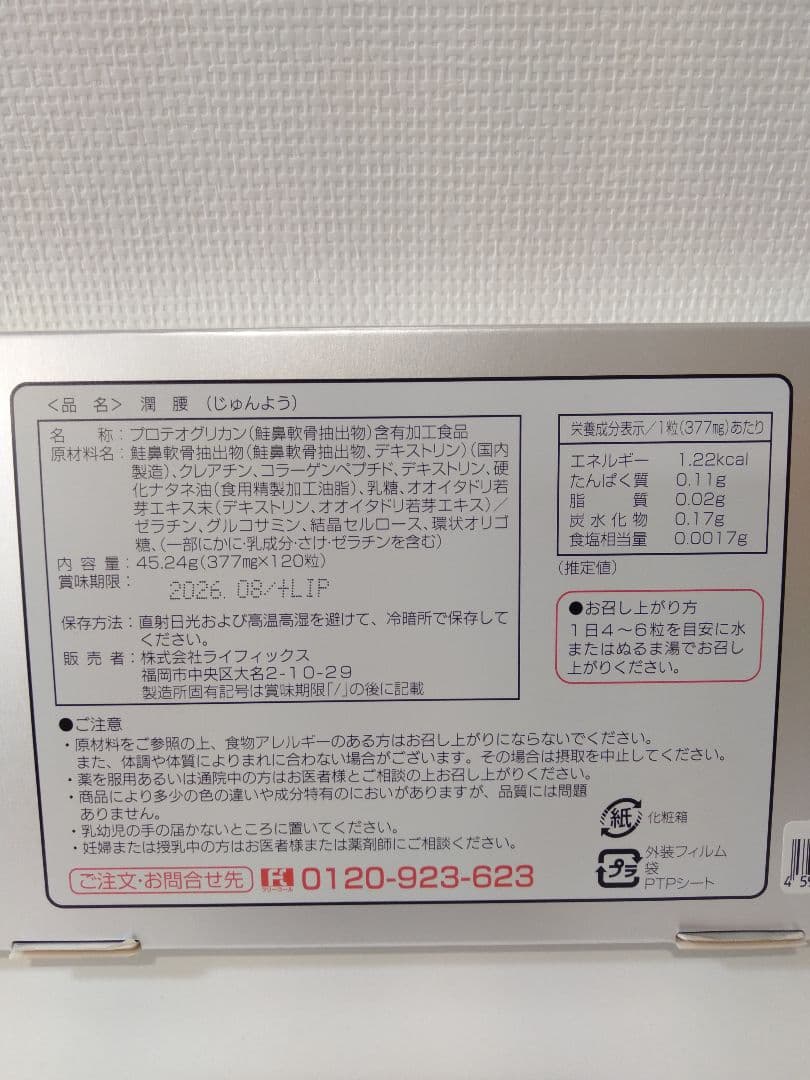 <品　名>　潤　腰　（じゅんよう）
名　　称：プロテオグリカン（鮭鼻軟骨抽出物）含有加工食品
原材料名：鮭鼻軟骨抽出物（鮭鼻軟骨抽出物、デキストリン）（国内
製造）、クレアチン、コラーゲンペプチド、デキストリン、硬
化ナタネ油（食用精製加工油脂）、乳糖、オオイタドリ若
芽エキス末（デキストリン、オオイタドリ若芽エキス）／
ゼラチン、グルコサミン、結晶セルロース、環状オリゴ
糖、（一部にかに・乳成分・さけ・ゼラチンを含む）
内 容 量：45.24g（377㎎×120粒）
賞味期限：　2026. 08/+LIP
保存方法：直射日光および高温高湿を避けて、冷暗所で保存して
ください。
販 売 者：株式会社ライフィックス
福岡市中央区大名2-10-29
製造所固有記号は賞味期限「/」の後に記載
栄養成分表示／1粒（377㎎）あたり
エネルギー　1.22kcal
たんぱく質　0.11g
脂　　　質　0.02g
炭 水 化 物　0.17g
食塩相当量　0.0017g
（推定値）
●お召し上がり方
1日4～6粒を目安に水
またはぬるま湯でお召し
上がりください。
●ご注意
・原材料をご参照の上、食物アレルギーのある方はお召し上がりにならないでください。
また、体調や体質によりまれに合わない場合がございます。その場合は摂取を中止してください。
・薬を服用あるいは通院中の方はお医者様とご相談の上お召し上がりください。
・商品により多少の色の違いや成分特有のにおいがありますが、品質には問題
ありません。
・乳幼児の手の届かないところに置いてください。
・妊婦または授乳中の方はお医者様または薬剤師にご相談ください。
紙　化粧箱
プラ　外装フィルム
袋
PTPシート
ご注文・お問合せ先　フリーコール　0120-923-623